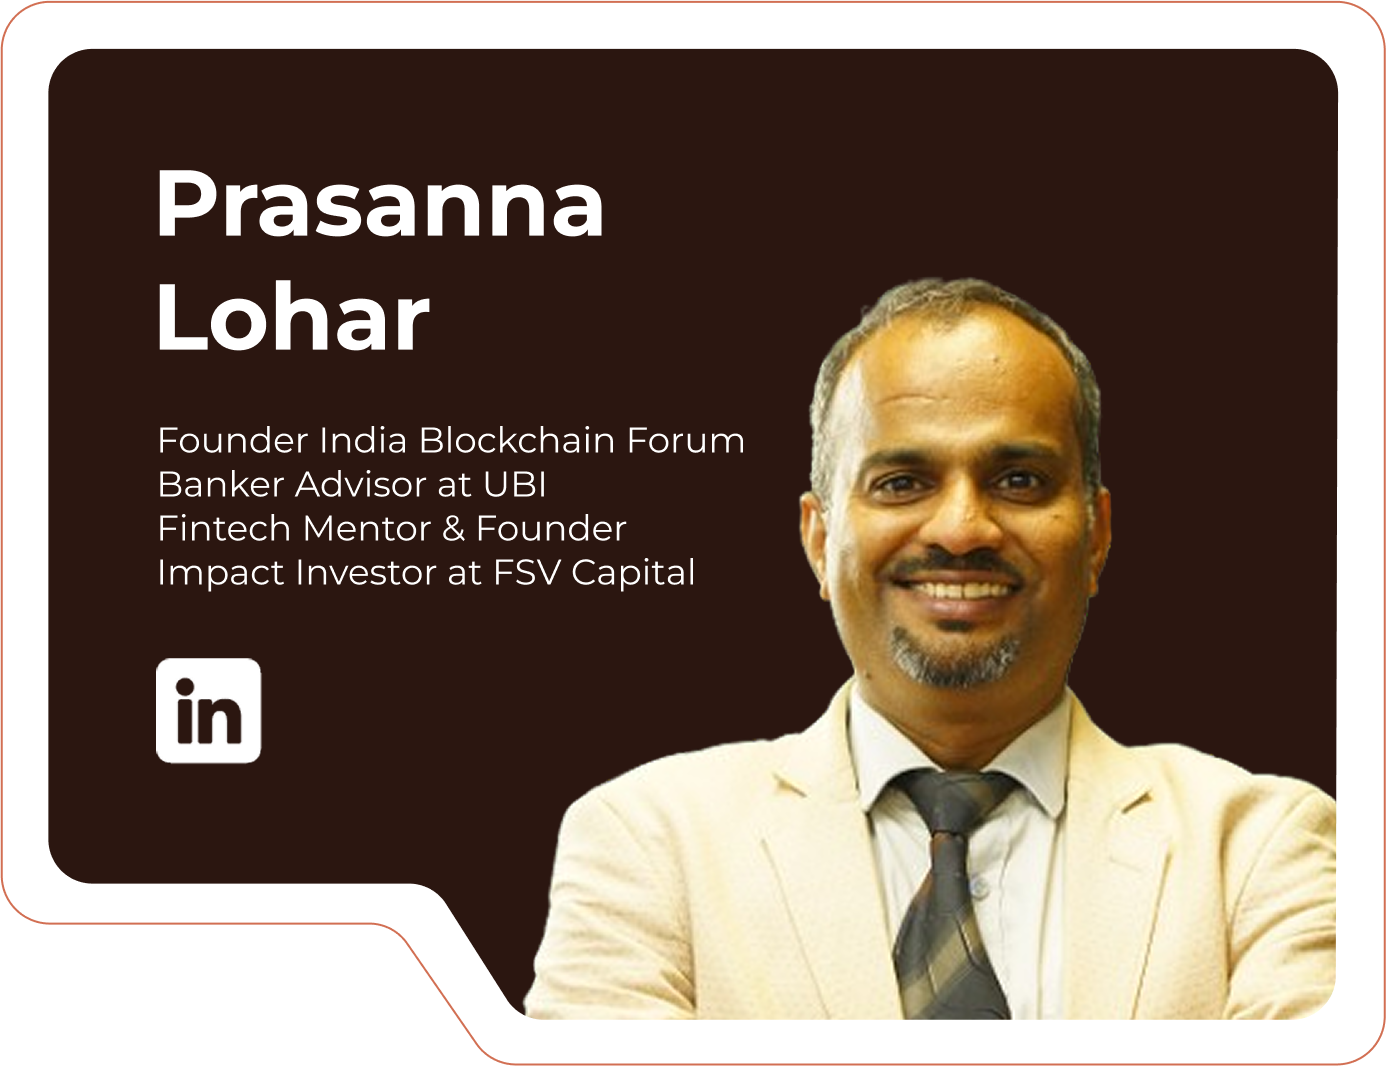 Prasanna
Lohar
Founder India Blockchain Forum
Banker Advisor at UBI
Fintech Mentor & Founder
Impact Investor at FSV Capital
in